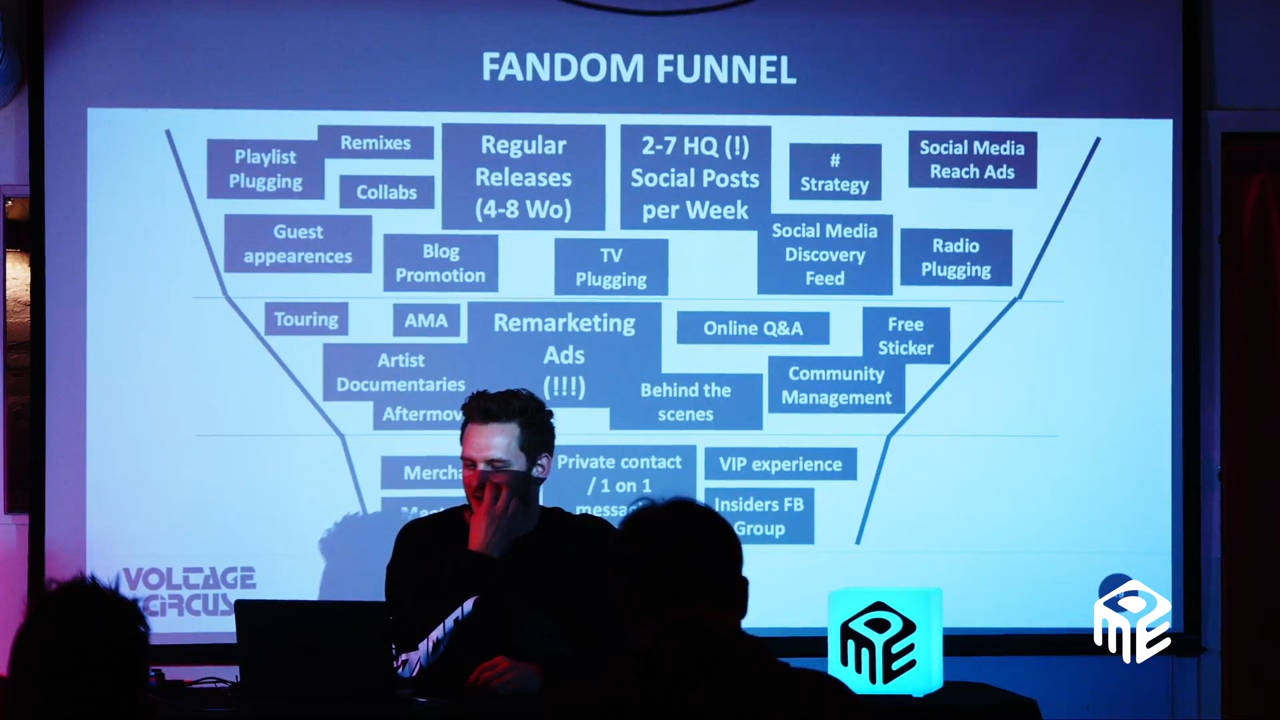 FANDOM FUNNEL
Playlist
Plugging
Remixes
Collabs
Regular
Releases
(4-8 Wo)
2-7 HQ (!)
Social Posts
per Week
#
Strategy
Social Media
Reach Ads
Guest
appearences
Blog
Promotion
TV
Plugging
Social Media
Discovery
Feed
Radio
Plugging
Touring
AMA
Remarketing
Ads
(!!!)
Online Q&A
Free
Sticker
Artist
Documentaries
Aftermov
Behind the
scenes
Community
Management
Mercha
Private contact
/ 1 on 1
messa
VIP experience
Insiders FB
Group
VOLTAGE
CIRCUS